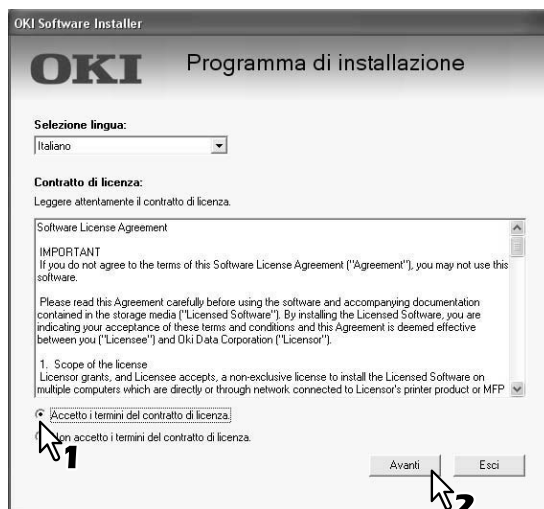 OKI Software Installer
OKI
Programma di installazione
Selezione lingua:
Italiano
Contratto di licenza:
Leggere attentamente il contratto di licenza.
Software License Agreement
IMPORTANT
If you do not agree to the terms of this Software License Agreement ("Agreement"), you may not use this
software.
Please read this Agreement carefully before using the software and accompanying documentation
contained in the storage media ("Licensed Software"). By installing the Licensed Software, you are
indicating your acceptance of these terms and conditions and this Agreement is deemed effective
between you ("Licensee") and Oki Data Corporation ("Licensor").
1. Scope of the license
Licensor grants, and Licensee accepts, a non-exclusive license to install the Licensed Software on
multiple computers which are directly or through network connected to Licensor's printer product or MFP
Accetto i termini del contratto di licenza.
Non accetto i termini del contratto di licenza.
1
Avanti
Esci
2